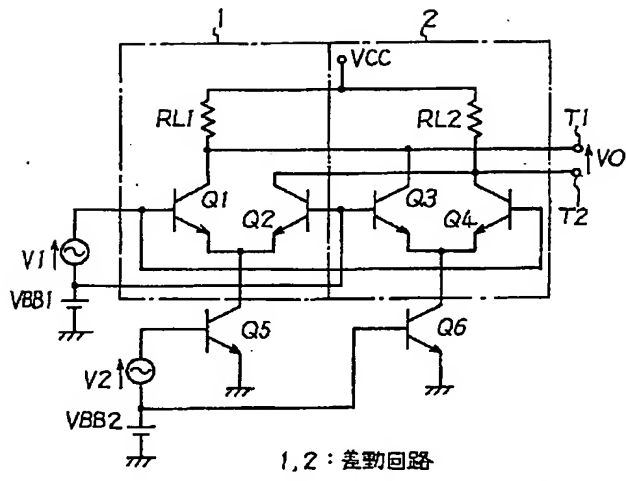 1
2
VCC
RL1
RL2
T1
VO
T2
Q1
Q2
Q3
Q4
V1
VBB1
Q5
Q6
V2
VBB2
1,2:差動回路